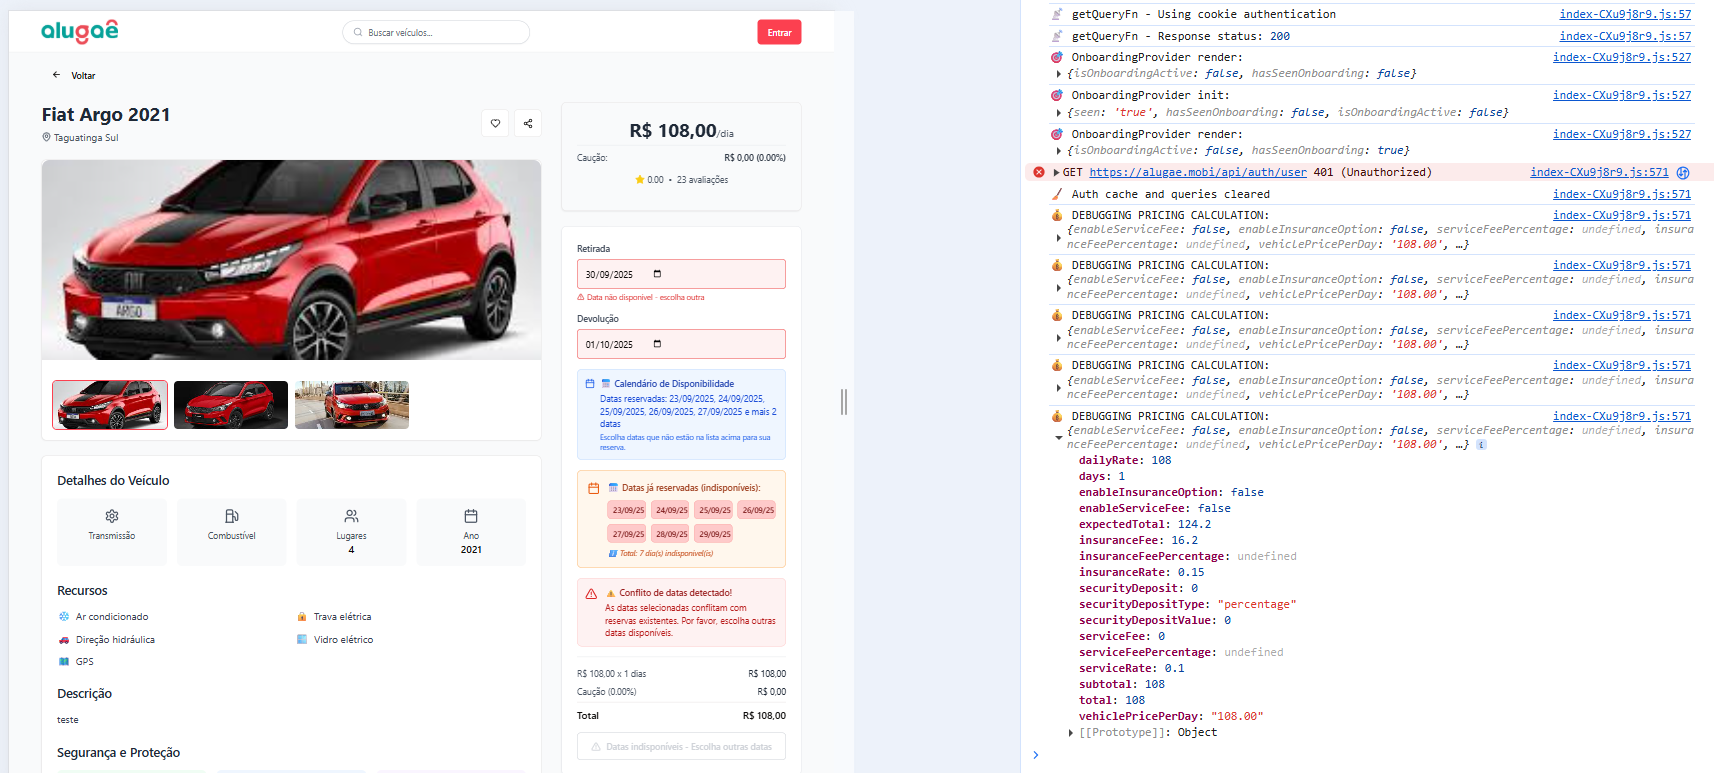 alugaê
Buscar veículos...
Entrar
Voltar
Fiat Argo 2021
Taguatinga Sul
ARGO
Detalhes do Veículo
Transmissão
Combustível
Lugares
4
Ano
2021
Recursos
Ar condicionado
Trava elétrica
Direção hidráulica
Vidro elétrico
GPS
Descrição
teste
Segurança e Proteção
R$ 108,00/dia
Caução: R$ 0,00 (0.00%)
0.00 • 23 avaliações
Retirada
30/09/2025
Data não disponível - escolha outra
Devolução
01/10/2025
Calendário de Disponibilidade
Datas reservadas: 23/09/2025, 24/09/2025,
25/09/2025, 26/09/2025, 27/09/2025 e mais 2
datas
Escolha datas que não estão na lista acima para sua
reserva.
Datas já reservadas (indisponíveis):
23/09/25 24/09/25 25/09/25 26/09/25
27/09/25 28/09/25 29/09/25
Total: 7 dia(s) indisponível(is)
Conflito de datas detectado!
As datas selecionadas conflitam com
reservas existentes. Por favor, escolha outras
datas disponíveis.
R$ 108,00 x 1 dias R$ 108,00
Caução (0.00%) R$ 0,00
Total R$ 108,00
Datas indisponíveis - Escolha outras datas
getQueryFn - Using cookie authentication index-CXu9j8r9.js:57
getQueryFn - Response status: 200 index-CXu9j8r9.js:57
OnboardingProvider render: index-CXu9j8r9.js:527
{isOnboardingActive: false, hasSeenOnboarding: false}
OnboardingProvider init: index-CXu9j8r9.js:527
{seen: 'true', hasSeenOnboarding: false, isOnboardingActive: false}
OnboardingProvider render: index-CXu9j8r9.js:527
{isOnboardingActive: false, hasSeenOnboarding: true}
GET https://alugae.mobi/api/auth/user 401 (Unauthorized) index-CXu9j8r9.js:571
Auth cache and queries cleared index-CXu9j8r9.js:571
DEBUGGING PRICING CALCULATION: index-CXu9j8r9.js:571
{enableServiceFee: false, enableInsuranceOption: false, serviceFeePercentage: undefined, insura
nceFeePercentage: undefined, vehiclePricePerDay: '108.00', …}
DEBUGGING PRICING CALCULATION: index-CXu9j8r9.js:571
{enableServiceFee: false, enableInsuranceOption: false, serviceFeePercentage: undefined, insura
nceFeePercentage: undefined, vehiclePricePerDay: '108.00', …}
DEBUGGING PRICING CALCULATION: index-CXu9j8r9.js:571
{enableServiceFee: false, enableInsuranceOption: false, serviceFeePercentage: undefined, insura
nceFeePercentage: undefined, vehiclePricePerDay: '108.00', …}
DEBUGGING PRICING CALCULATION: index-CXu9j8r9.js:571
{enableServiceFee: false, enableInsuranceOption: false, serviceFeePercentage: undefined, insura
nceFeePercentage: undefined, vehiclePricePerDay: '108.00', …}
DEBUGGING PRICING CALCULATION: index-CXu9j8r9.js:571
{enableServiceFee: false, enableInsuranceOption: false, serviceFeePercentage: undefined, insura
nceFeePercentage: undefined, vehiclePricePerDay: '108.00', …} i
dailyRate: 108
days: 1
enableInsuranceOption: false
enableServiceFee: false
expectedTotal: 124.2
insuranceFee: 16.2
insuranceFeePercentage: undefined
insuranceRate: 0.15
securityDeposit: 0
securityDepositType: "percentage"
securityDepositValue: 0
serviceFee: 0
serviceFeePercentage: undefined
serviceRate: 0.1
subtotal: 108
total: 108
vehiclePricePerDay: "108.00"
[[Prototype]]: Object